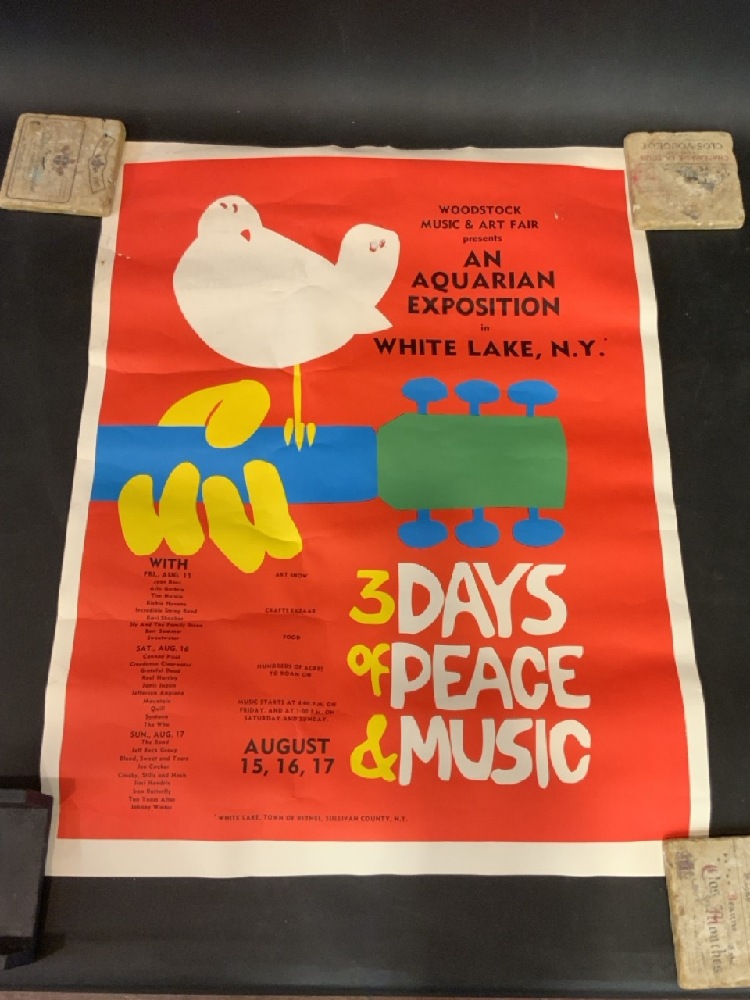 WOODSTOCK
MUSIC & ART FAIR
presents
AN
AQUARIAN
EXPOSITION
in
WHITE LAKE, N.Y.*
WITH
FRI., AUG. 15
Joan Baez
Arlo Guthrie
Tim Hardin
Richie Havens
Incredible String Band
Ravi Shankar
Sly And The Family Stone
Bert Sommer
Sweetwater
SAT., AUG. 16
Canned Heat
Creedence Clearwater
Grateful Dead
Keef Hartley
Janis Joplin
Jefferson Airplane
Mountain
Quill
Santana
The Who
SUN., AUG. 17
The Band
Jeff Beck Group
Blood, Sweat and Tears
Joe Cocker
Crosby, Stills and Nash
Jimi Hendrix
Iron Butterfly
Ten Years After
Johnny Winter
ART SHOW
CRAFTS BAZAAR
FOOD
HUNDREDS OF ACRES
TO ROAM ON
MUSIC STARTS AT 4:00 P.M. ON
FRIDAY, AND AT 1:00 P.M. ON
SATURDAY AND SUNDAY.
AUGUST
15, 16, 17
3 DAYS
of PEACE
& MUSIC
*WHITE LAKE, TOWN OF BETHEL, SULLIVAN COUNTY, N.Y.
CLOS VOUGEOT